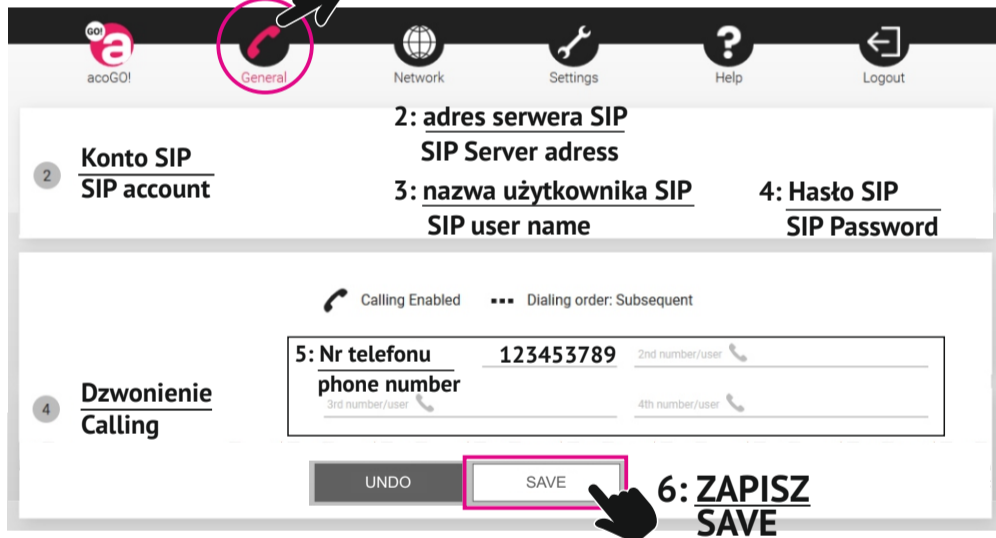 GO!
a
acoGO!
General
Network
Settings
?
Help
Logout
2: adres serwera SIP
SIP Server adress
2
Konto SIP
SIP account
3: nazwa użytkownika SIP
SIP user name
4: Hasło SIP
SIP Password
Calling Enabled
Dialing order: Subsequent
5: Nr telefonu
phone number
123453789
2nd number/user
3rd number/user
4th number/user
4
Dzwonienie
Calling
UNDO
SAVE
6: ZAPISZ
SAVE